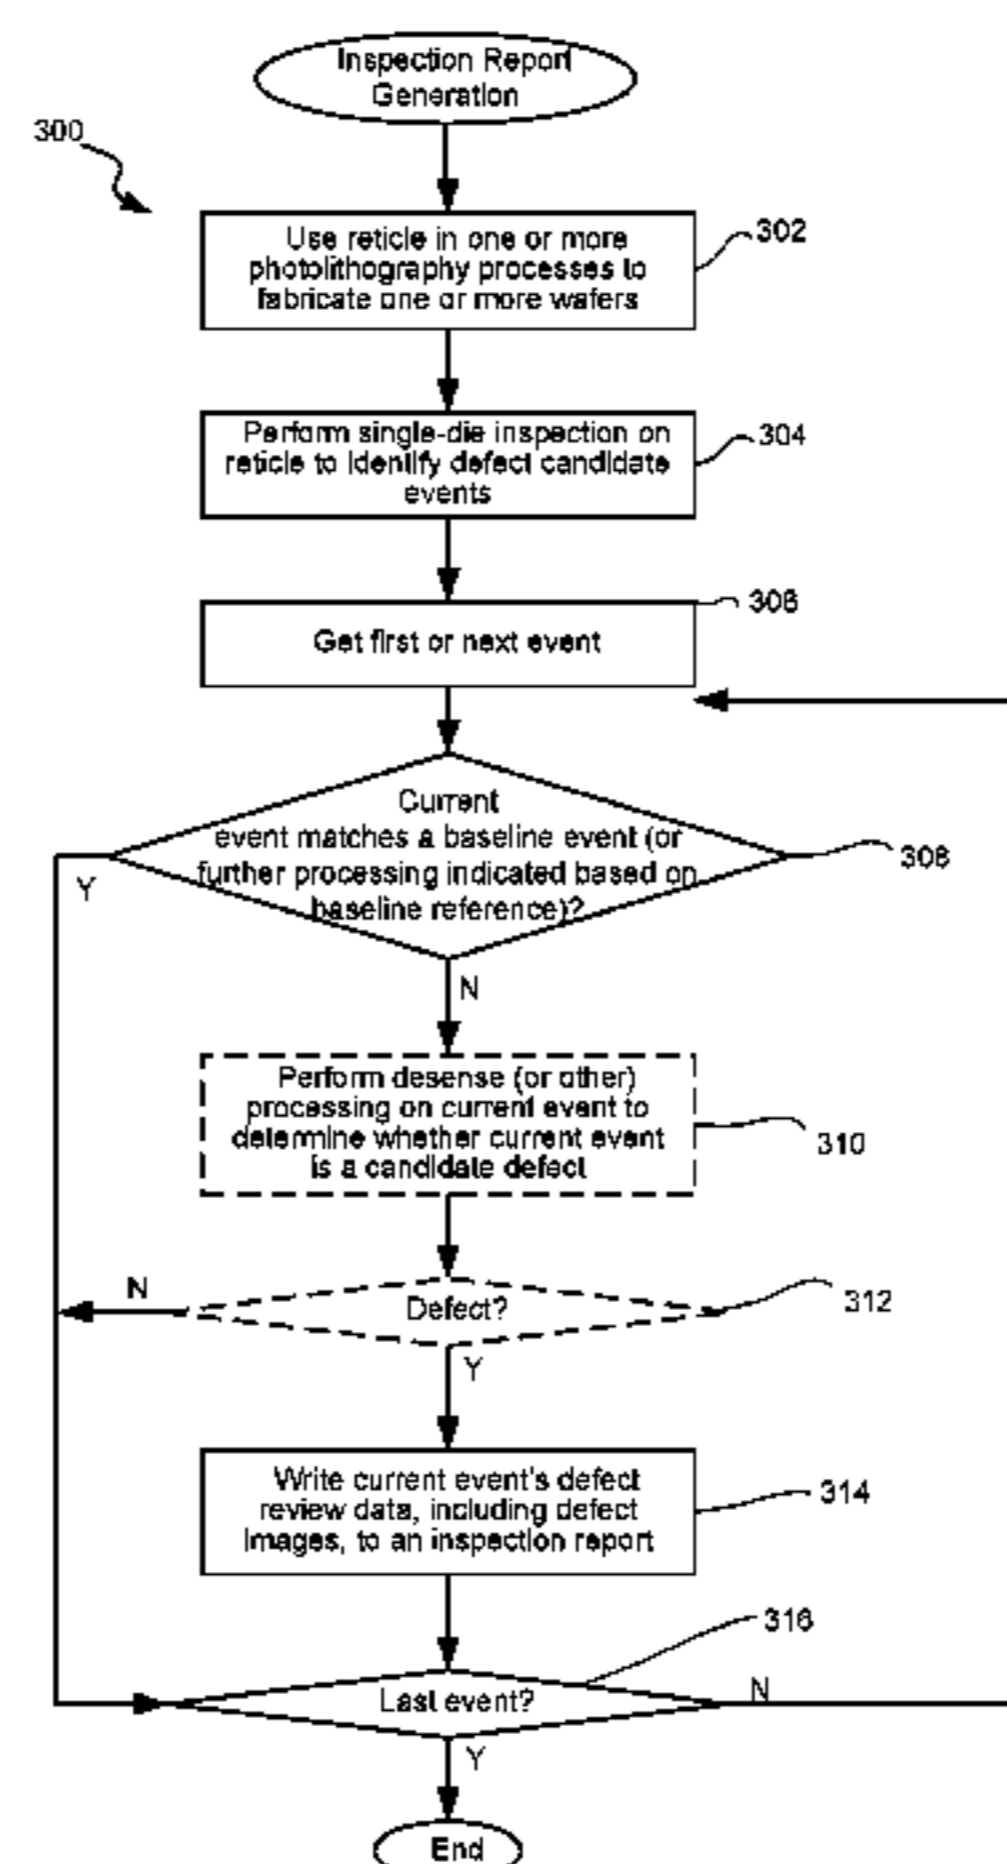 Inspection Report
Generation
300
Use reticle in one or more
photolithography processes to
fabricate one or more wafers
302
Perform single-die inspection on
reticle to identify defect candidate
events
304
Get first or next event
306
Current
event matches a baseline event (or
further processing indicated based on
baseline reference)?
308
Y
N
Perform desense (or other)
processing on current event to
determine whether current event
is a candidate defect
310
N
Defect?
312
Y
Write current event's defect
review data, including defect
images, to an inspection report
314
316
Last event?
N
Y
End